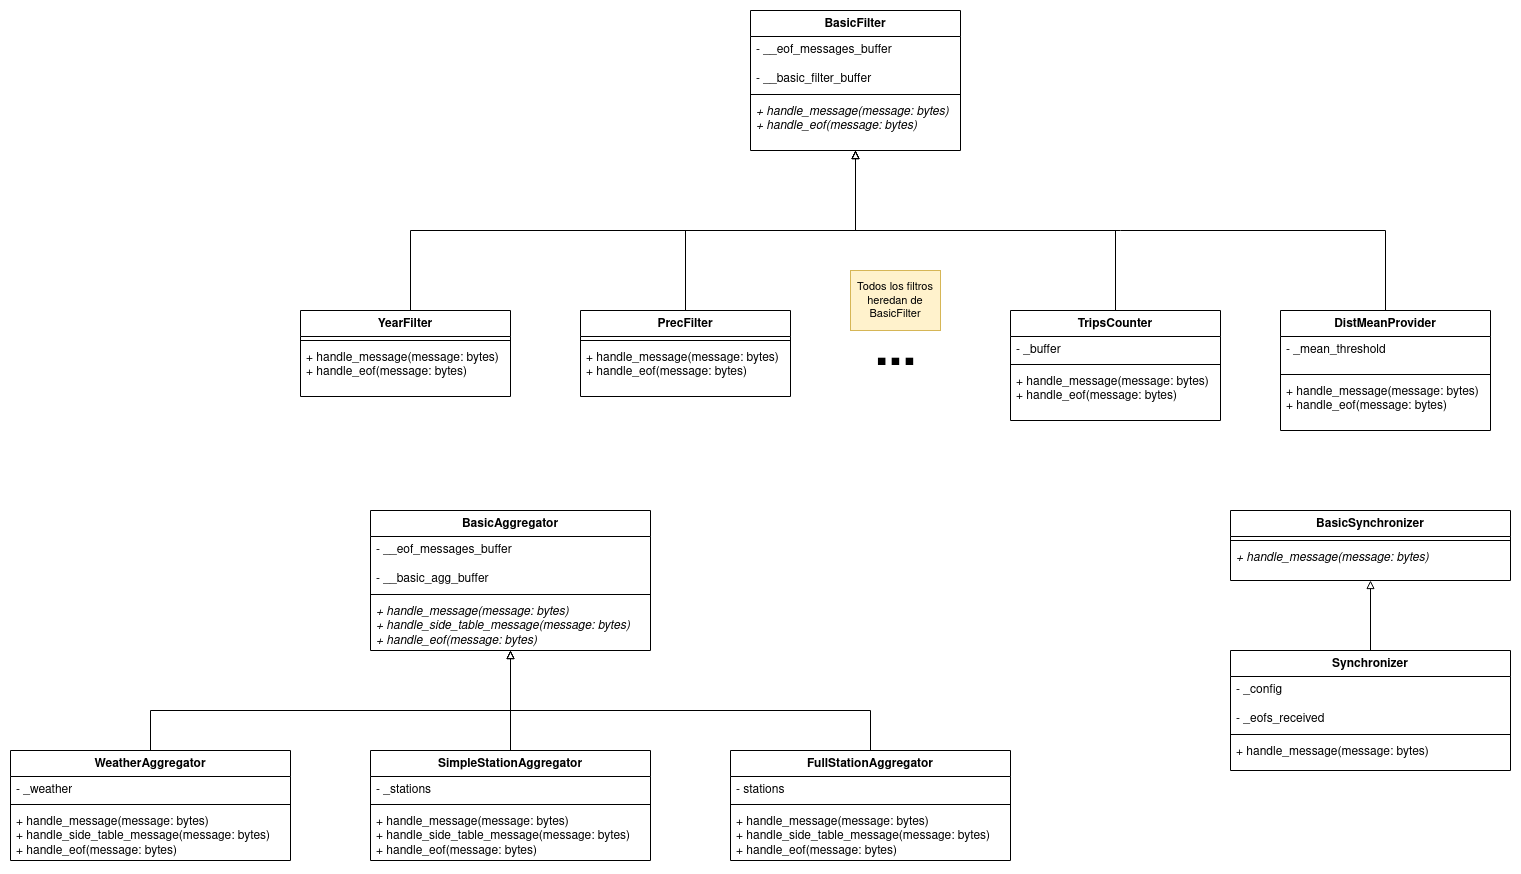 BasicFilter
- __eof_messages_buffer
- __basic_filter_buffer
+ handle_message(message: bytes)
+ handle_eof(message: bytes)
YearFilter
+ handle_message(message: bytes)
+ handle_eof(message: bytes)
PrecFilter
+ handle_message(message: bytes)
+ handle_eof(message: bytes)
Todos los filtros
heredan de
BasicFilter
...
TripsCounter
- _buffer
+ handle_message(message: bytes)
+ handle_eof(message: bytes)
DistMeanProvider
- _mean_threshold
+ handle_message(message: bytes)
+ handle_eof(message: bytes)
BasicAggregator
- __eof_messages_buffer
- __basic_agg_buffer
+ handle_message(message: bytes)
+ handle_side_table_message(message: bytes)
+ handle_eof(message: bytes)
BasicSynchronizer
+ handle_message(message: bytes)
Synchronizer
- _config
- _eofs_received
+ handle_message(message: bytes)
WeatherAggregator
- _weather
+ handle_message(message: bytes)
+ handle_side_table_message(message: bytes)
+ handle_eof(message: bytes)
SimpleStationAggregator
- _stations
+ handle_message(message: bytes)
+ handle_side_table_message(message: bytes)
+ handle_eof(message: bytes)
FullStationAggregator
- stations
+ handle_message(message: bytes)
+ handle_side_table_message(message: bytes)
+ handle_eof(message: bytes)